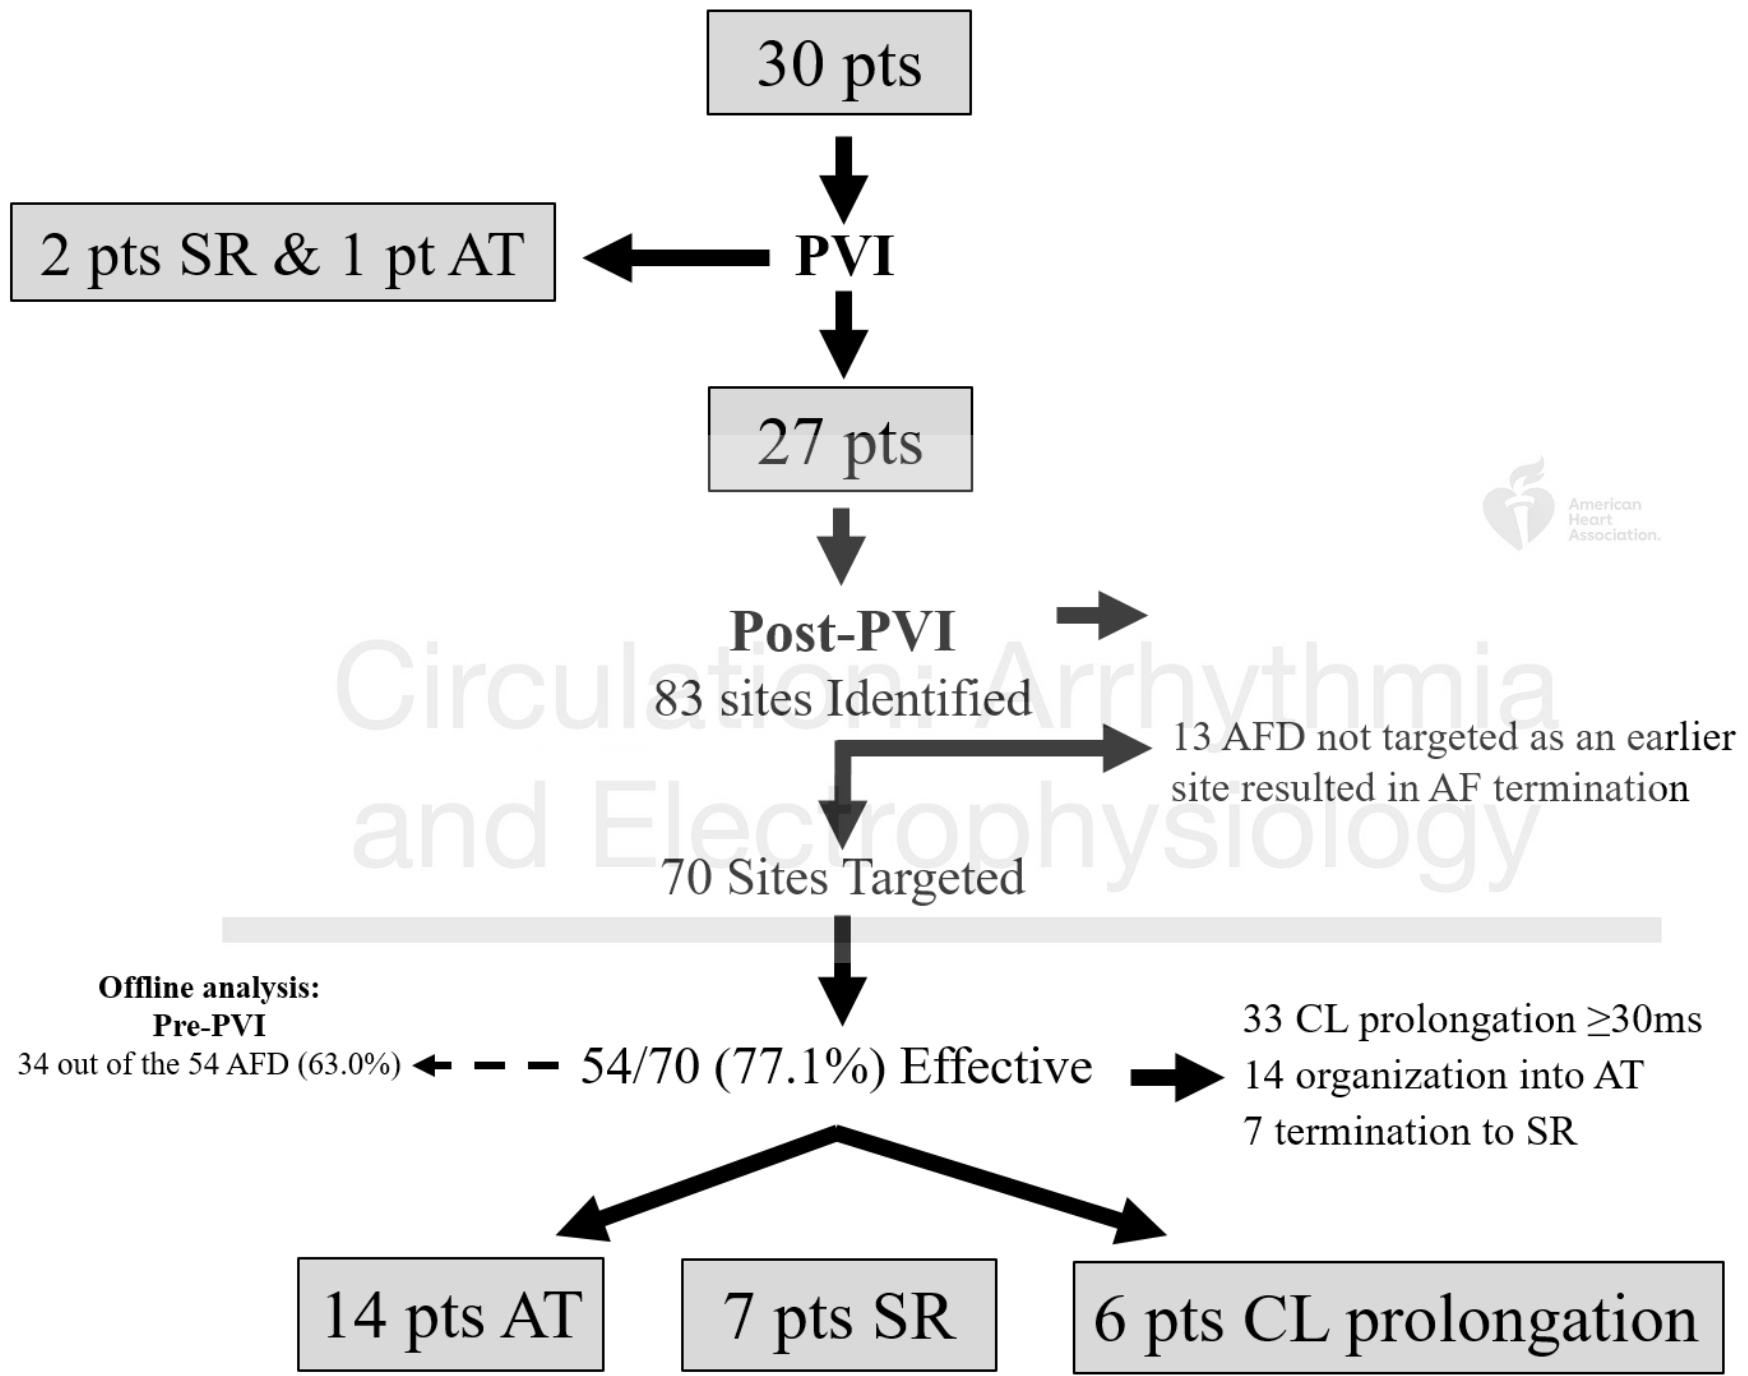 30 pts
PVI
2 pts SR & 1 pt AT
27 pts
American
Heart
Association.
Post-PVI
83 sites Identified
Circulation: Arrhythmia
and Electrophysiology
13 AFD not targeted as an earlier
site resulted in AF termination
70 Sites Targeted
Offline analysis:
Pre-PVI
34 out of the 54 AFD (63.0%)
54/70 (77.1%) Effective
33 CL prolongation ≥30ms
14 organization into AT
7 termination to SR
14 pts AT
7 pts SR
6 pts CL prolongation